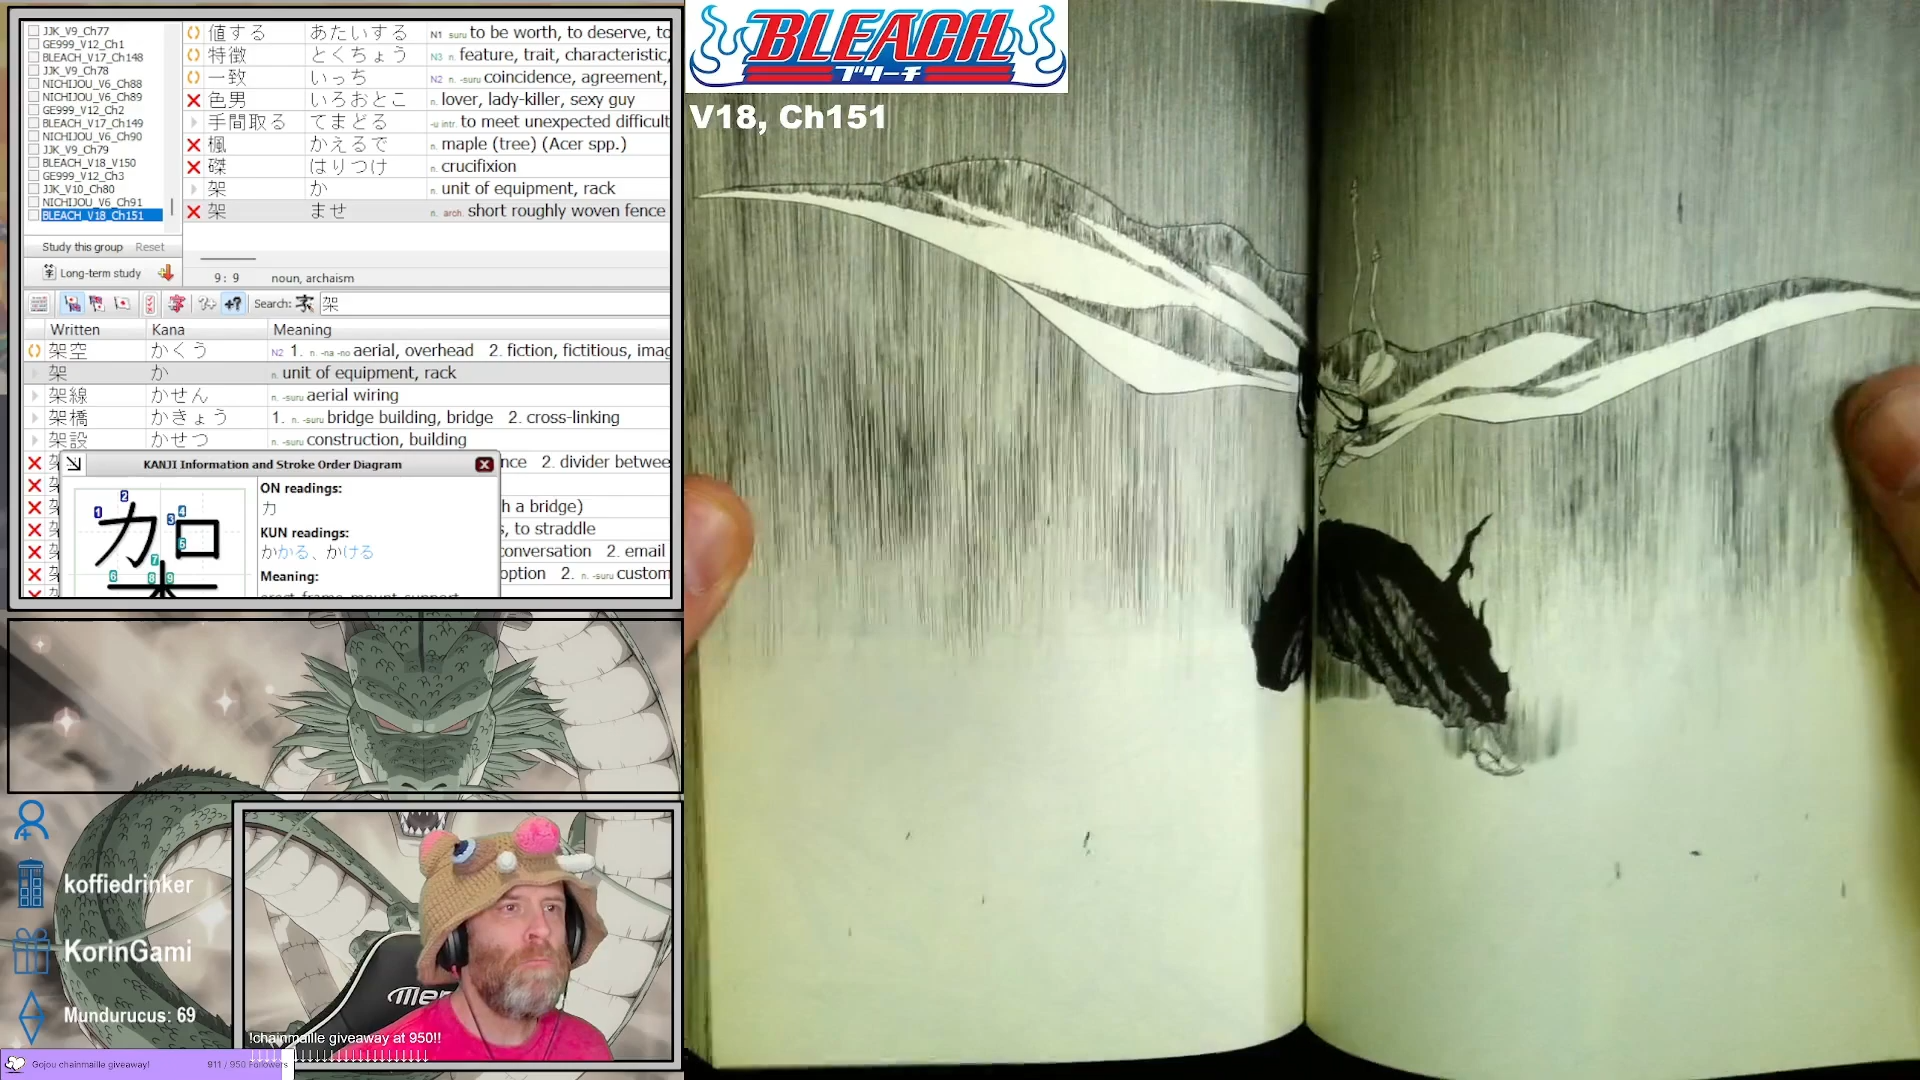 JJK_V9_Ch77
GE999_V12_Ch1
BLEACH_V17_Ch148
JJK_V9_Ch78
NICHIJOU_V6_Ch88
NICHIJOU_V6_Ch89
GE999_V12_Ch2
BLEACH_V17_Ch149
NICHIJOU_V6_Ch90
JJK_V9_Ch79
BLEACH_V18_V150
GE999_V12_Ch3
JJK_V10_Ch80
NICHIJOU_V6_Ch91
BLEACH_V18_Ch151
Study this group Reset
Long-term study
値する あたいする N1 suru to be worth, to deserve, to
特徴 とくちょう N3 n. feature, trait, characteristic,
一致 いっち N2 n. -suru coincidence, agreement,
色男 いろおとこ n. lover, lady-killer, sexy guy
手間取る てまどる -u intr. to meet unexpected difficult
楓 かえるで n. maple (tree) (Acer spp.)
磔 はりつけ n. crucifixion
架 か n. unit of equipment, rack
架 ませ n. arch. short roughly woven fence
9: 9 noun, archaism
Search: 架
Written Kana Meaning
架空 かくう N2 1. n. -na -no aerial, overhead 2. fiction, fictitious, imag
架 か n. unit of equipment, rack
架線 かせん n. -suru aerial wiring
架橋 かきょう 1. n. -suru bridge building, bridge 2. cross-linking
架設 かせつ n. -suru construction, building
nce 2. divider betwee
h a bridge)
s, to straddle
conversation 2. email
option 2. n. -suru custom
KANJI Information and Stroke Order Diagram
架
1 2 3 4 5 6 7 8 9
ON readings:
カ
KUN readings:
かかる、かける
Meaning:
BLEACH
ブリーチ
V18, Ch151
koffiedrinker
KorinGami
Mundurucus: 69
!chainmaille giveaway at 950!!
Gojou chainmaille giveaway! 911 / 950 Followers